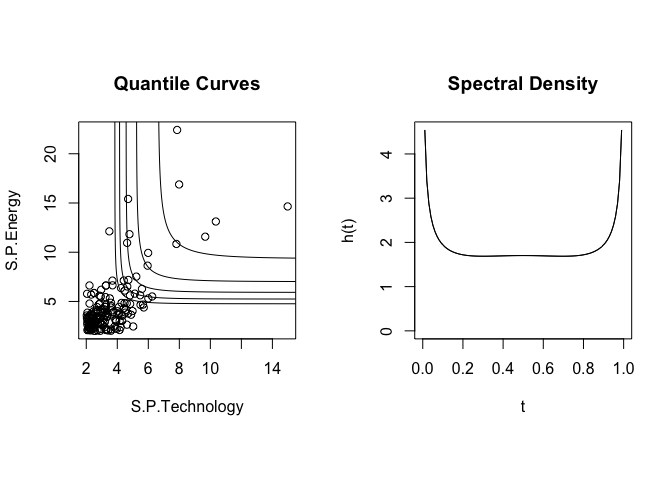 Quantile Curves
S.P.Energy
20
15
10
5
2 4 6 8 10 14
S.P.Technology
Spectral Density
h(t)
4
3
2
1
0
0.0 0.2 0.4 0.6 0.8 1.0
t